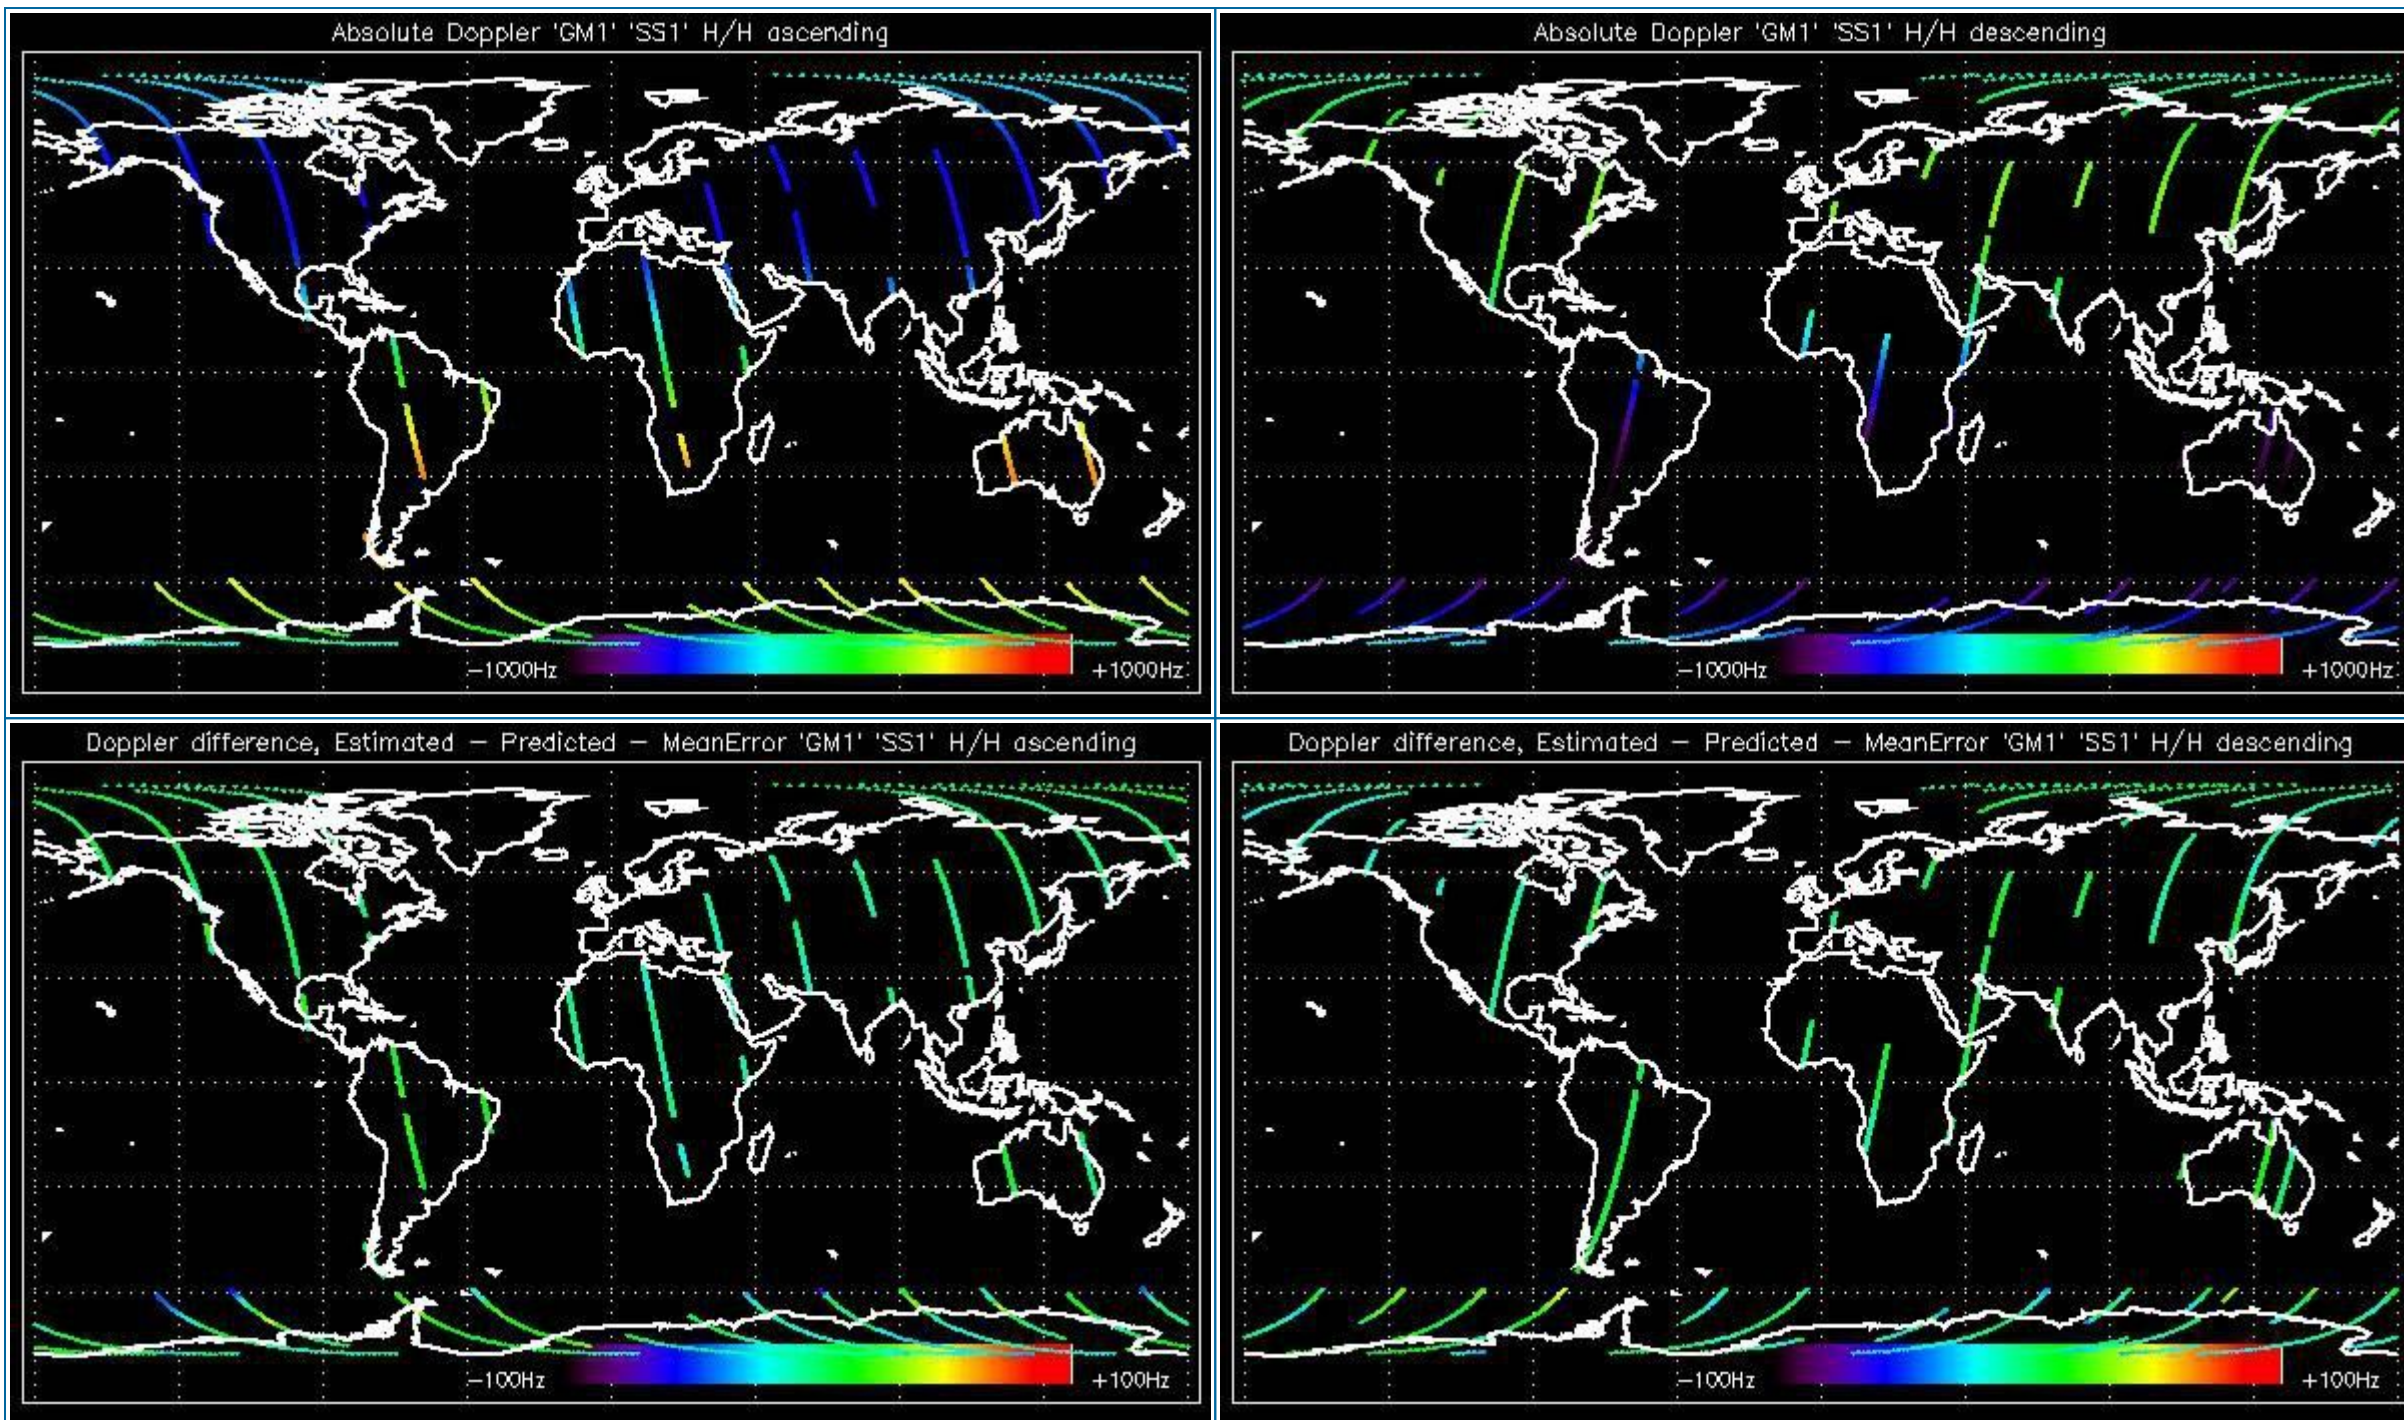 Absolute Doppler 'GM1' 'SS1' H/H ascending
−1000Hz
+1000Hz
Absolute Doppler 'GM1' 'SS1' H/H descending
−1000Hz
+1000Hz
Doppler difference, Estimated − Predicted − MeanError 'GM1' 'SS1' H/H ascending
−100Hz
+100Hz
Doppler difference, Estimated − Predicted − MeanError 'GM1' 'SS1' H/H descending
−100Hz
+100Hz